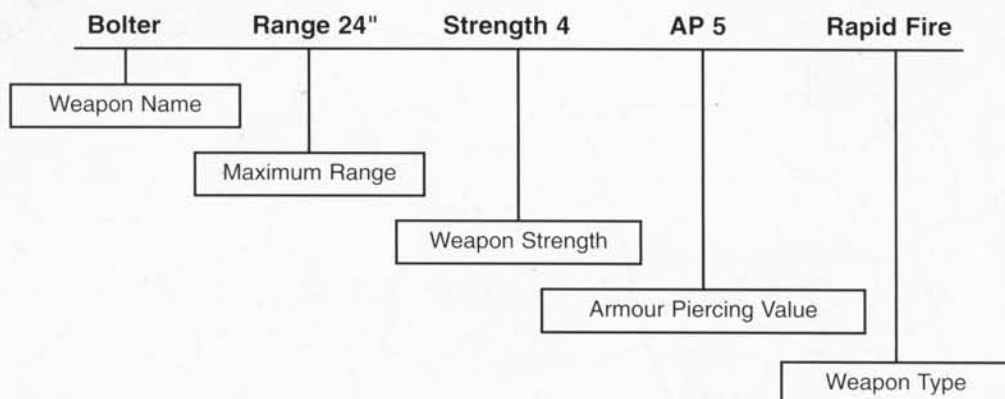 Bolter Range 24" Strength 4 AP 5 Rapid Fire
Weapon Name
Maximum Range
Weapon Strength
Armour Piercing Value
Weapon Type